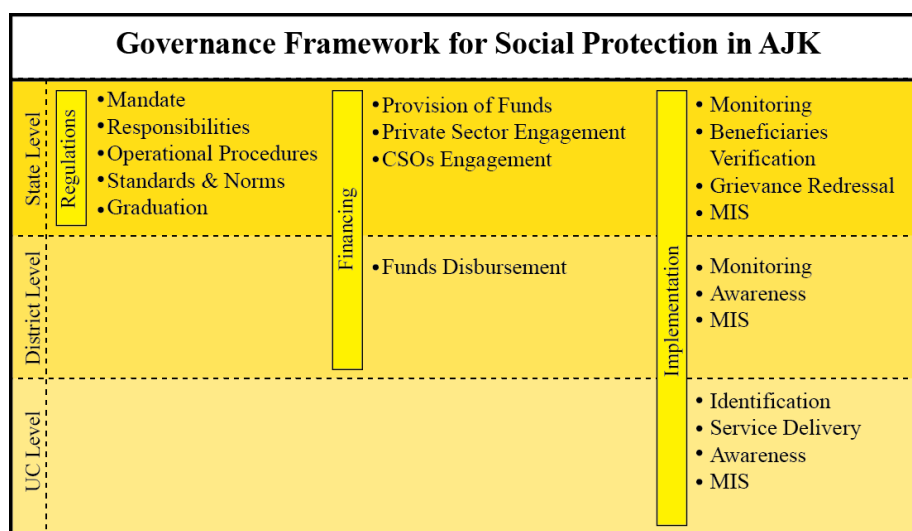 Governance Framework for Social Protection in AJK
State Level
Regulations
•Mandate
•Responsibilities
•Operational Procedures
•Standards & Norms
•Graduation
Financing
•Provision of Funds
•Private Sector Engagement
•CSOs Engagement
Implementation
• Monitoring
• Beneficiaries
Verification
• Grievance Redressal
• MIS
District Level
•Funds Disbursement
• Monitoring
• Awareness
• MIS
UC Level
• Identification
• Service Delivery
• Awareness
• MIS